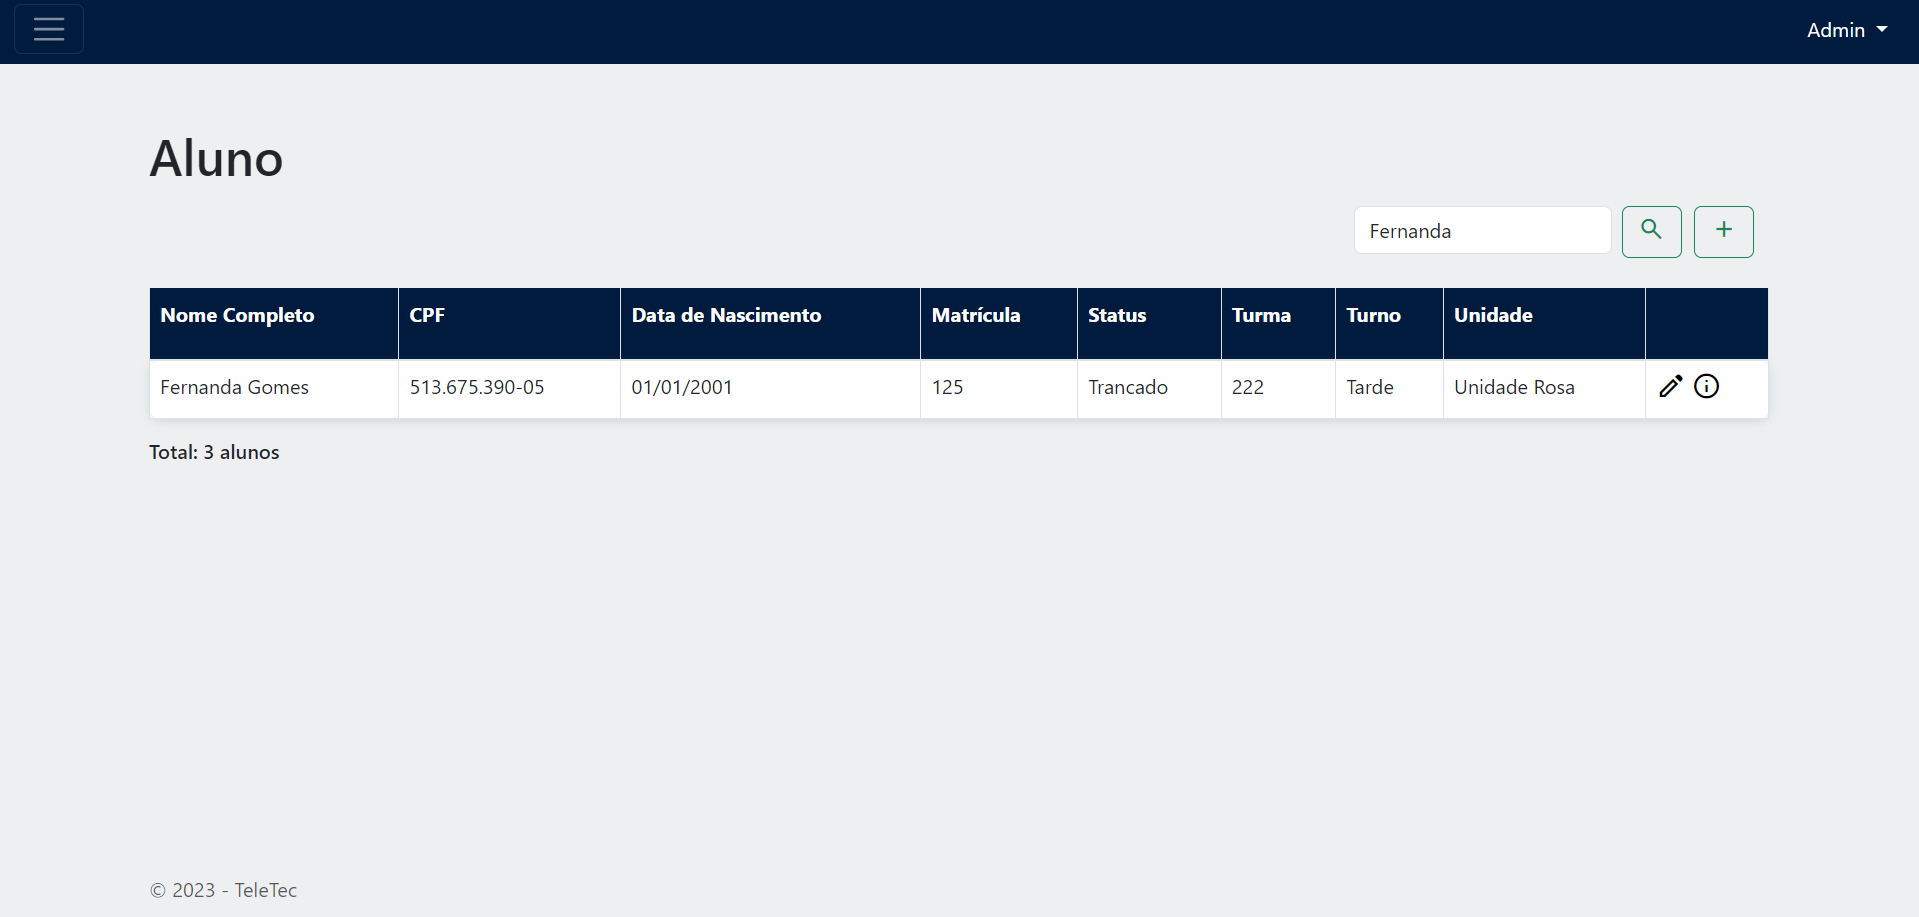 Admin
Aluno
Fernanda
Nome Completo CPF Data de Nascimento Matrícula Status Turma Turno Unidade
Fernanda Gomes 513.675.390-05 01/01/2001 125 Trancado 222 Tarde Unidade Rosa
Total: 3 alunos
© 2023 - TeleTec